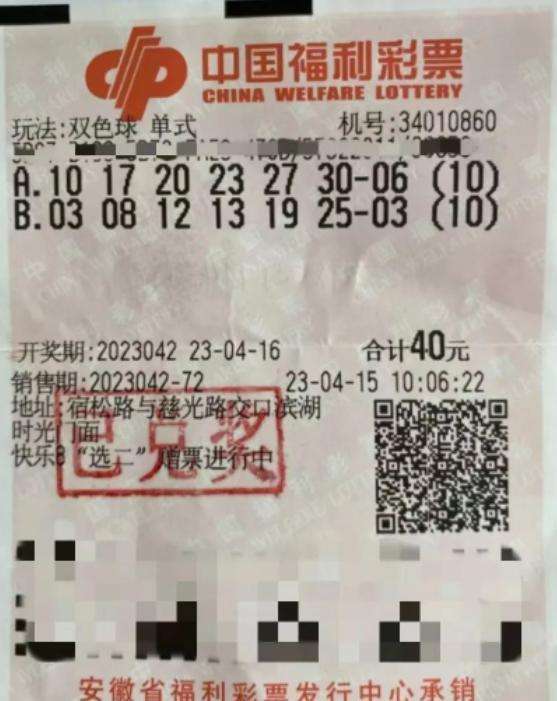 中国福利彩票
CHINA WELFARE LOTTERY
玩法:双色球 单式 机号:34010860
A.10 17 20 23 27 30-06 (10)
B.03 08 12 13 19 25-03 (10)
开奖期:2023042 23-04-16 合计40元
销售期:2023042-72 23-04-15 10:06:22
地址:宿松路与慈光路交口滨湖
时光门面
快乐8“选二”赠票进行中
已兑奖
安徽省福利彩票发行中心承销